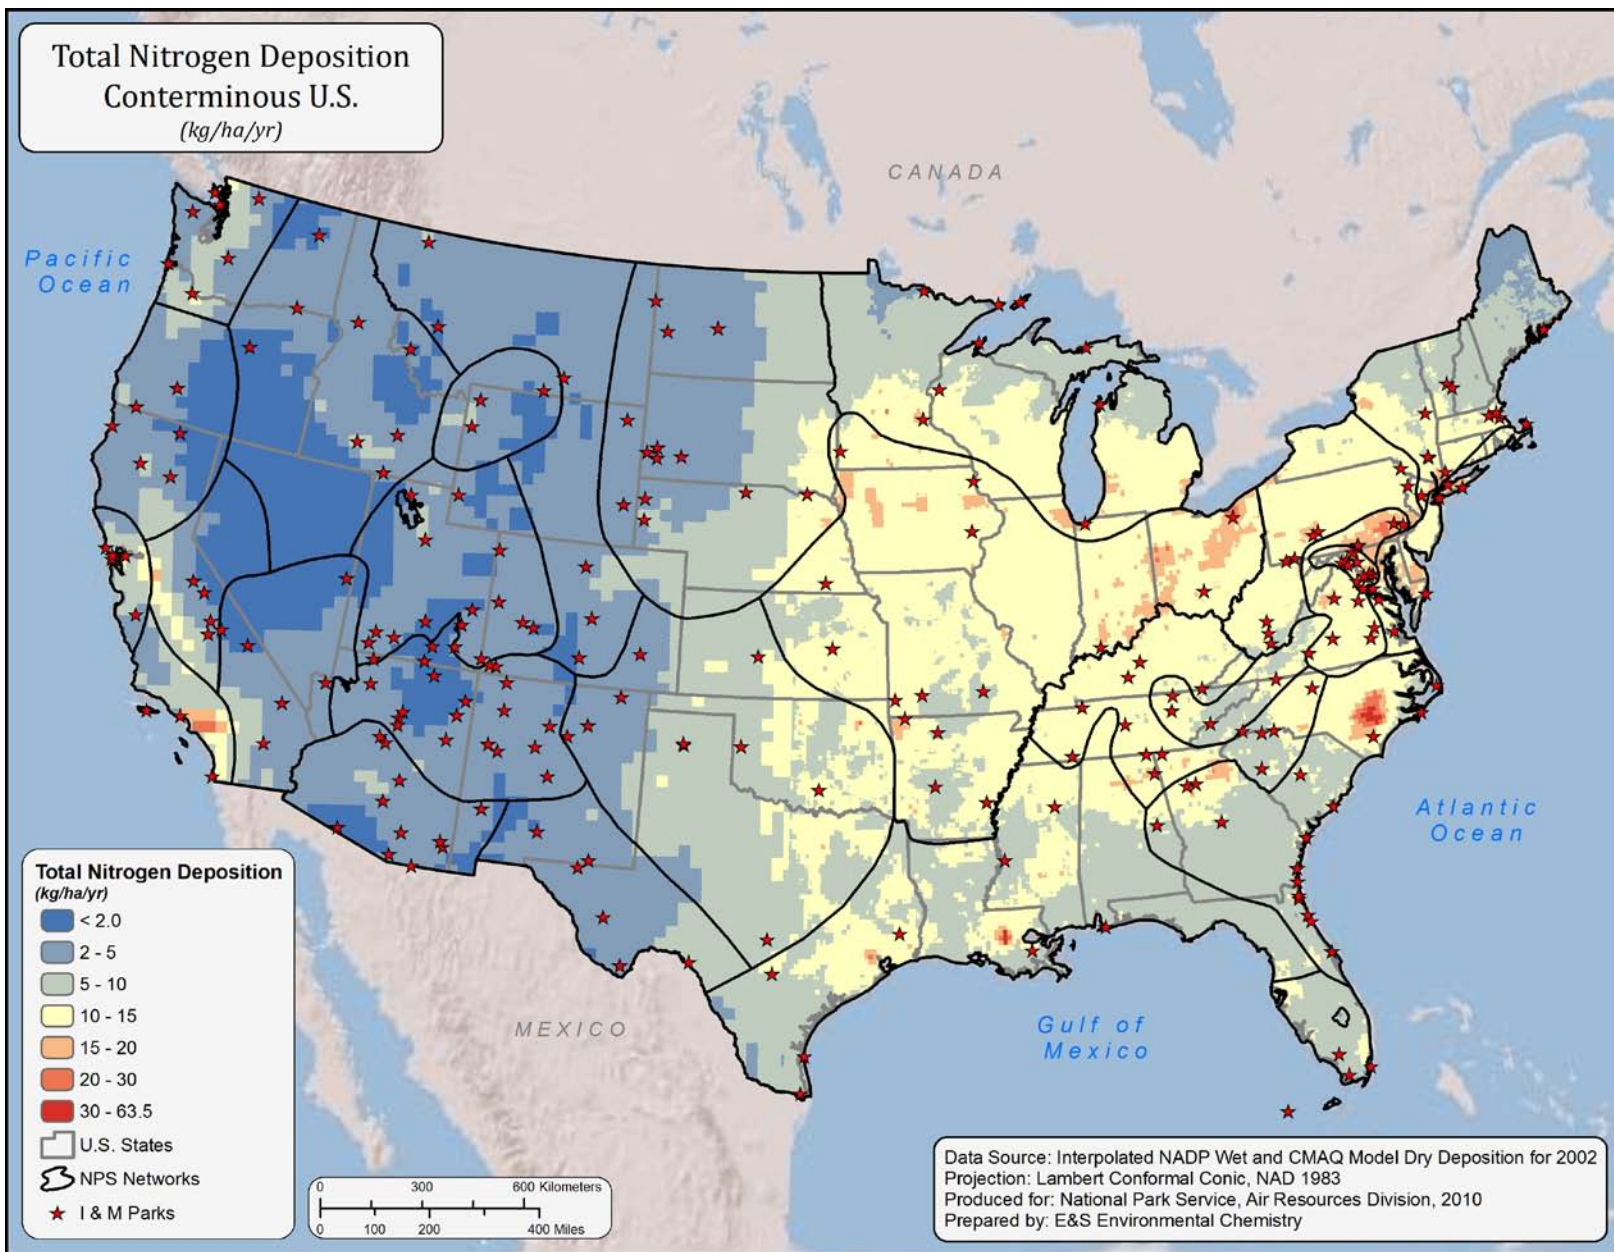 Total Nitrogen Deposition
Conterminous U.S.
(kg/ha/yr)
CANADA
Pacific
Ocean
Atlantic
Ocean
Gulf of
Mexico
MEXICO
Total Nitrogen Deposition
(kg/ha/yr)
< 2.0
2 - 5
5 - 10
10 - 15
15 - 20
20 - 30
30 - 63.5
U.S. States
NPS Networks
I & M Parks
0 300 600 Kilometers
0 100 200 400 Miles
Data Source: Interpolated NADP Wet and CMAQ Model Dry Deposition for 2002
Projection: Lambert Conformal Conic, NAD 1983
Produced for: National Park Service, Air Resources Division, 2010
Prepared by: E&S Environmental Chemistry